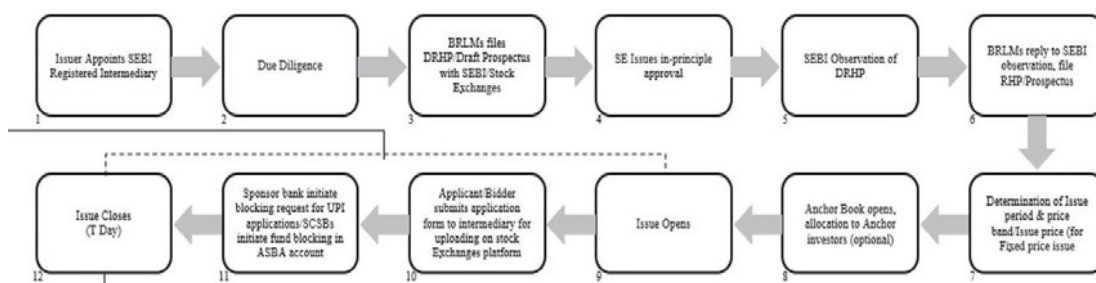 Issuer Appoints SEBI
Registered Intermediary
1
Due Diligence
2
BRLMs files
DRHP/Draft Prospectus
with SEBI/Stock
Exchanges
3
SE Issues in-principle
approval
4
SEBI Observation of
DRHP
5
BRLMs reply to SEBI
observation, file
RHP/Prospectus
6
Determination of Issue
period & price
band/Issue price (for
Fixed price issue
7
Anchor Book opens,
allocation to Anchor
investors (optional)
8
Issue Opens
9
Applicant/Bidder
submits application
form to intermediary for
uploading on stock
Exchanges platform
10
Sponsor bank initiate
blocking request for UPI
applications/SCSBs
initiate fund blocking in
ASBA account
11
Issue Closes
(T Day)
12